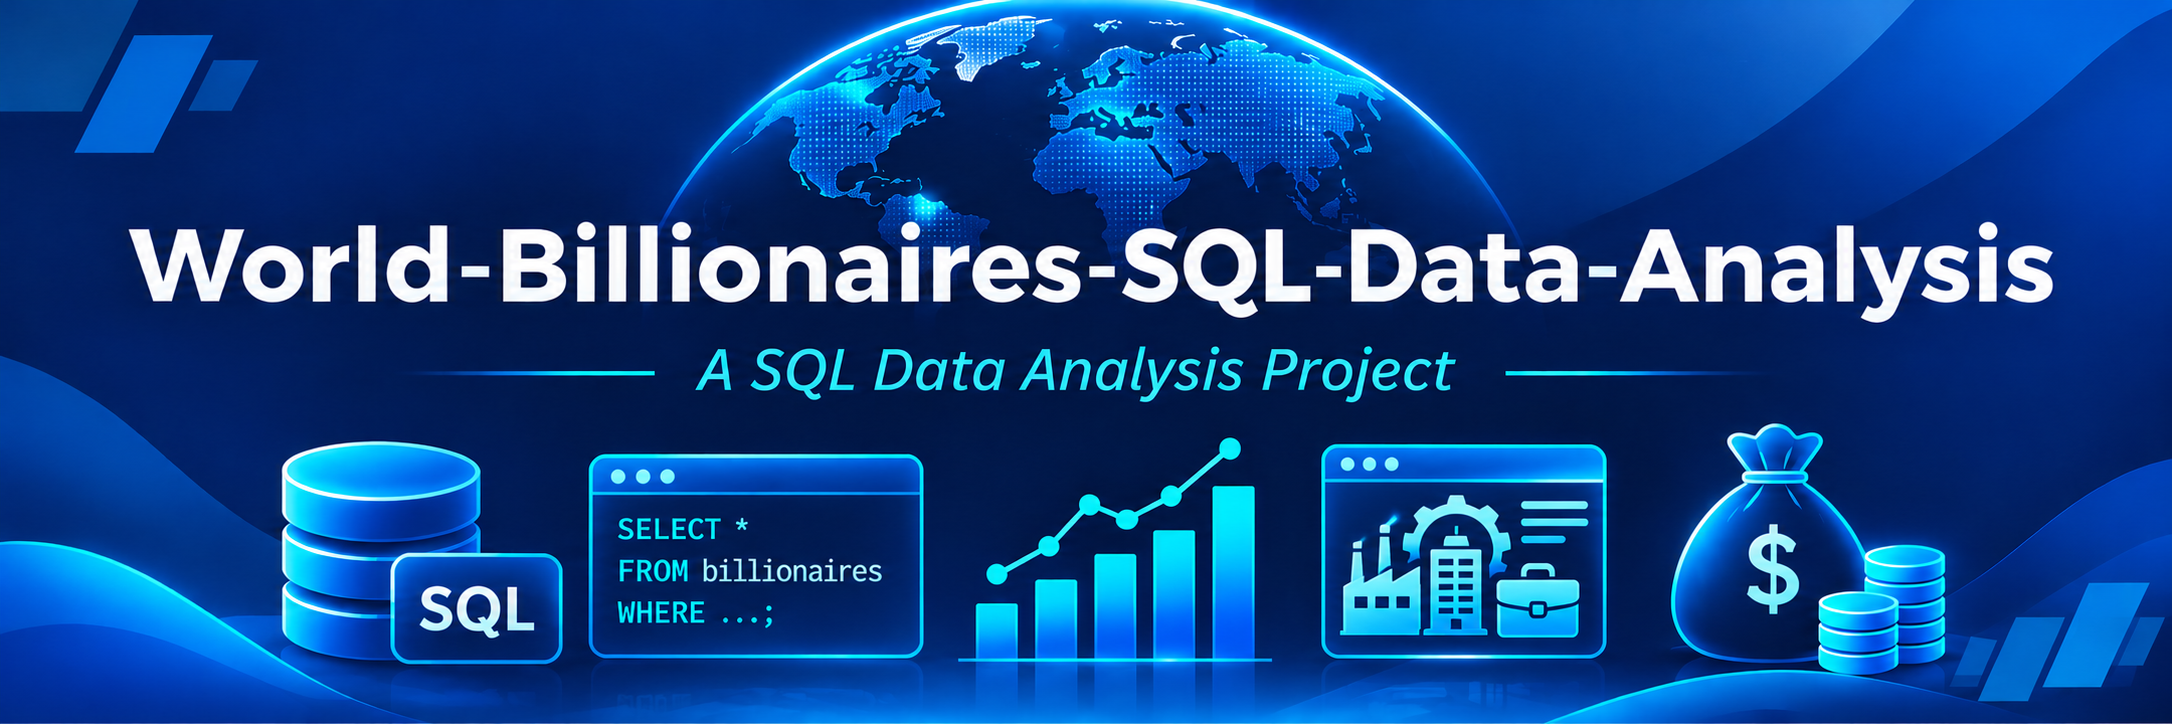 World-Billionaires-SQL-Data-Analysis
A SQL Data Analysis Project
SQL
SELECT *
FROM billionaires
WHERE ...;
$